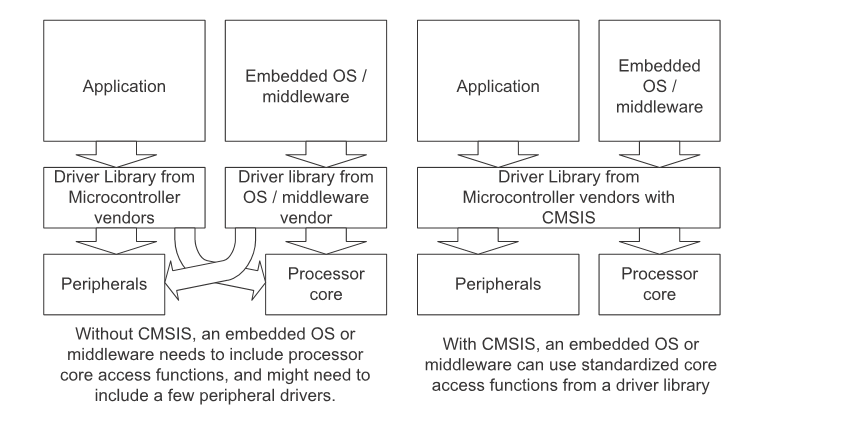 Application
Embedded OS /
middleware
Driver Library from
Microcontroller
vendors
Driver library from
OS / middleware
vendor
Peripherals
Processor
core
Without CMSIS, an embedded OS or
middleware needs to include processor
core access functions, and might need to
include a few peripheral drivers.
Application
Embedded
OS /
middleware
Driver Library from
Microcontroller vendors with
CMSIS
Peripherals
Processor
core
With CMSIS, an embedded OS or
middleware can use standardized core
access functions from a driver library